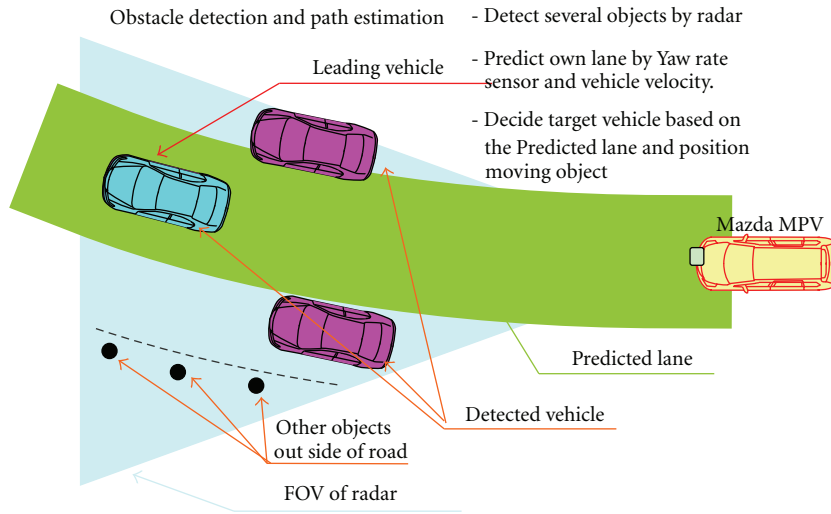 Obstacle detection and path estimation
- Detect several objects by radar
- Predict own lane by Yaw rate
sensor and vehicle velocity.
- Decide target vehicle based on
the Predicted lane and position
moving object
Leading vehicle
Mazda MPV
Predicted lane
Detected vehicle
Other objects
out side of road
FOV of radar